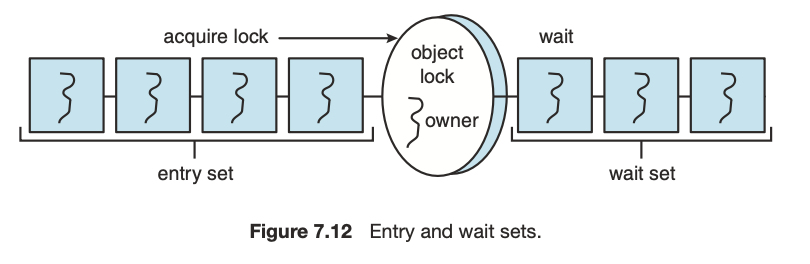 acquire lock
object
lock
owner
wait
entry set
wait set
Figure 7.12 Entry and wait sets.